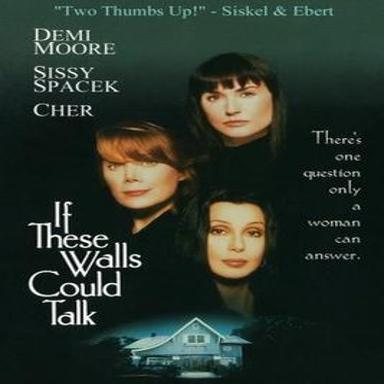 "Two Thumbs Up!" - Siskel & Ebert
DEMI
MOORE
SISSY
SPACEK
CHER
There's
one
question
only
a
woman
can
answer.
If
These
Walls
Could
Talk